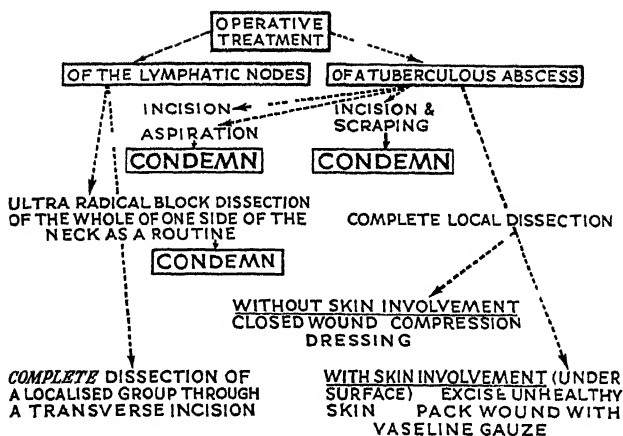 OPERATIVE
TREATMENT
OF THE LYMPHATIC NODES
OF A TUBERCULOUS ABSCESS
INCISION
ASPIRATION
CONDEMN
INCISION &
SCRAPING
CONDEMN
ULTRA RADICAL BLOCK DISSECTION
OF THE WHOLE OF ONE SIDE OF THE
NECK AS A ROUTINE
CONDEMN
COMPLETE LOCAL DISSECTION
WITHOUT SKIN INVOLVEMENT
CLOSED WOUND COMPRESSION
DRESSING
COMPLETE DISSECTION OF
A LOCALISED GROUP THROUGH
A TRANSVERSE INCISION
WITH SKIN INVOLVEMENT (UNDER
SURFACE) EXCISE UNHEALTHY
SKIN PACK WOUND WITH
VASELINE GAUZE